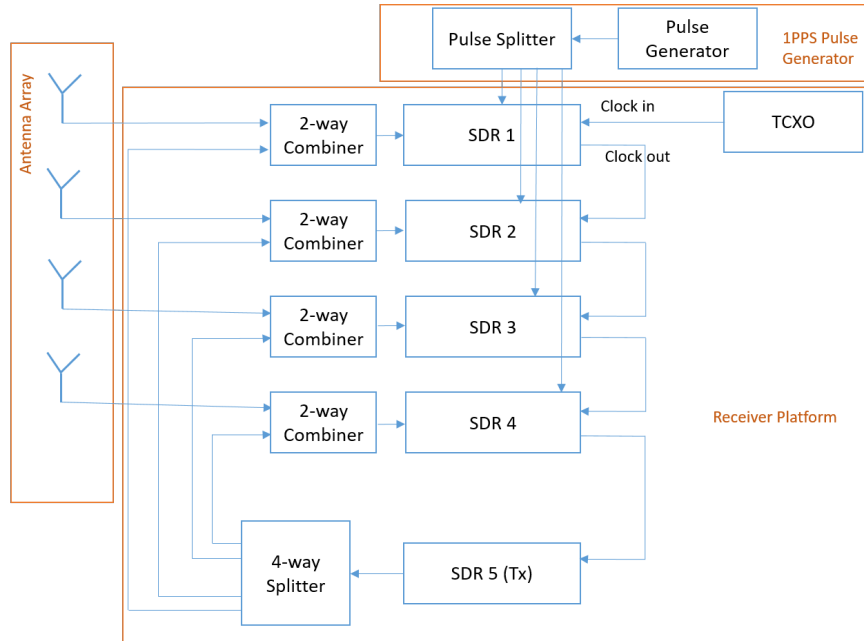 Pulse Splitter
Pulse
Generator
1PPS Pulse
Generator
Antenna Array
2-way
Combiner
SDR 1
Clock in
TCXO
Clock out
2-way
Combiner
SDR 2
2-way
Combiner
SDR 3
2-way
Combiner
SDR 4
Receiver Platform
4-way
Splitter
SDR 5 (Tx)